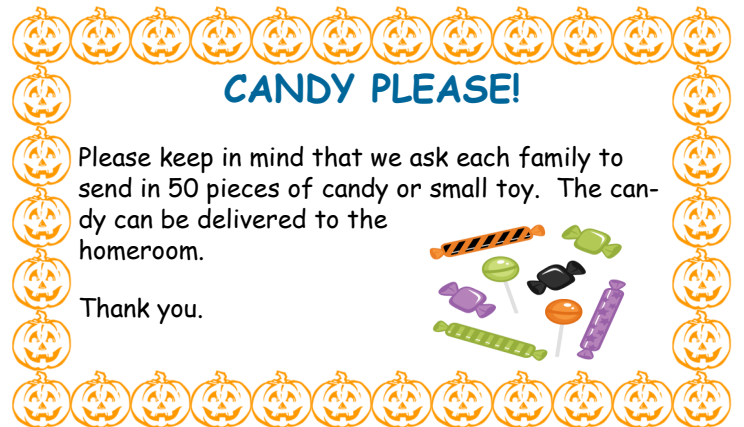 CANDY PLEASE!
Please keep in mind that we ask each family to
send in 50 pieces of candy or small toy.  The can-
dy can be delivered to the
homeroom.
Thank you.